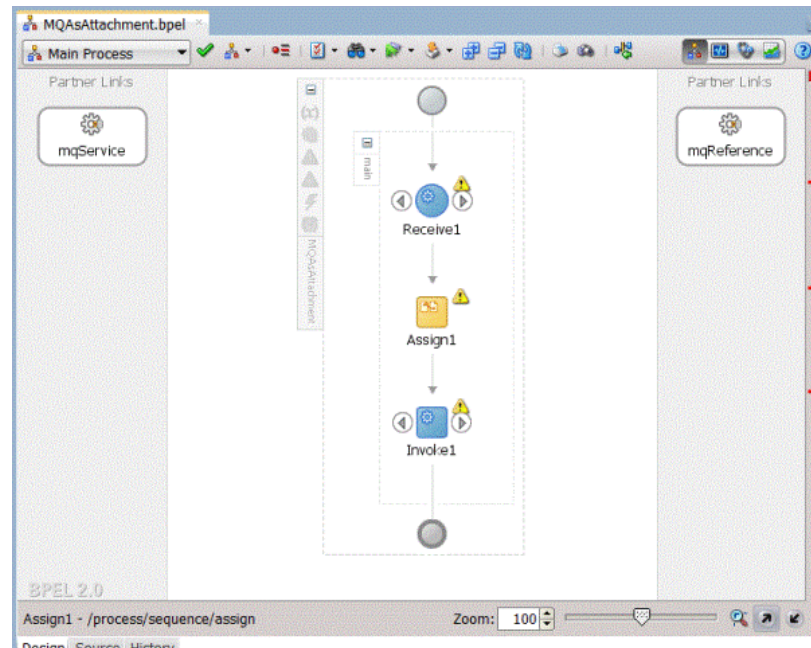 MQAsAttachment.bpel
Main Process
Partner Links
Partner Links
mqService
mqReference
(x)
main
Receive1
MQAsAttachment
Assign1
Invoke1
BPEL 2.0
Assign1 - /process/sequence/assign
Zoom: 100
Design Source History